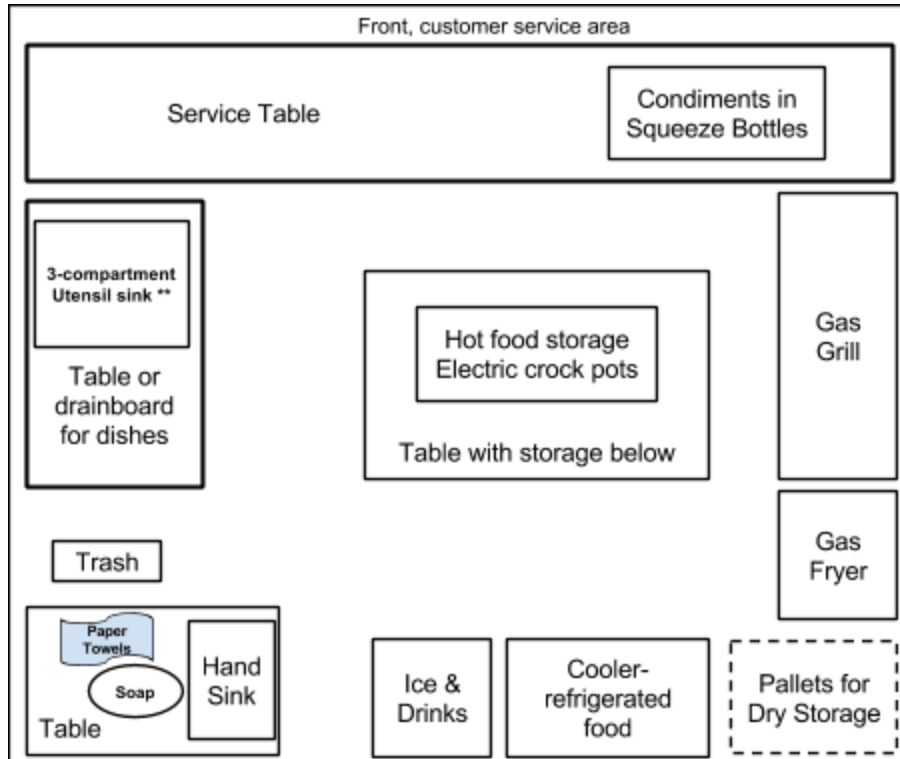 Front, customer service area
Service Table
Condiments in
Squeeze Bottles
3-compartment
Utensil sink **
Table or
drainboard
for dishes
Hot food storage
Electric crock pots
Table with storage below
Gas
Grill
Gas
Fryer
Trash
Paper
Towels
Soap
Hand
Sink
Table
Ice &
Drinks
Cooler-
refrigerated
food
Pallets for
Dry Storage